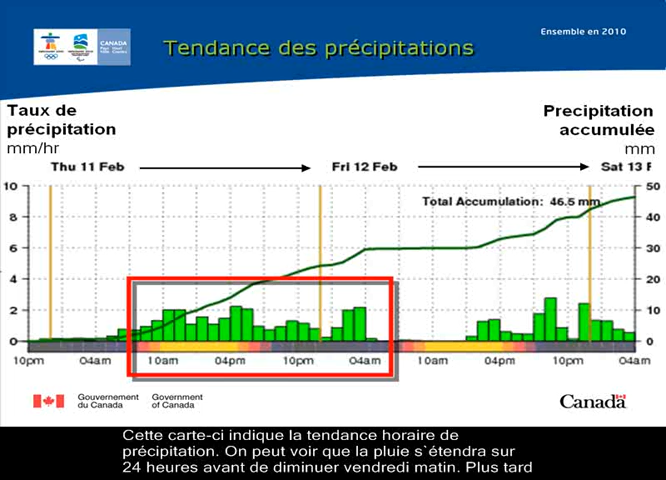 Ensemble en 2010
CANADA
Tendance des précipitations
Taux de
précipitation
mm/hr
Precipitation
accumulée
mm
Thu 11 Feb
Fri 12 Feb
Sat 13 F
Total Accumulation: 46.5 mm
10
8
6
4
2
0
50
40
30
20
10
0
10pm 04am 10am 04pm 10pm 04am 10am 04pm 10pm 04am
Gouvernement
du Canada
Government
of Canada
Canada
Cette carte-ci indique la tendance horaire de
précipitation. On peut voir que la pluie s`étendra sur
24 heures avant de diminuer vendredi matin. Plus tard